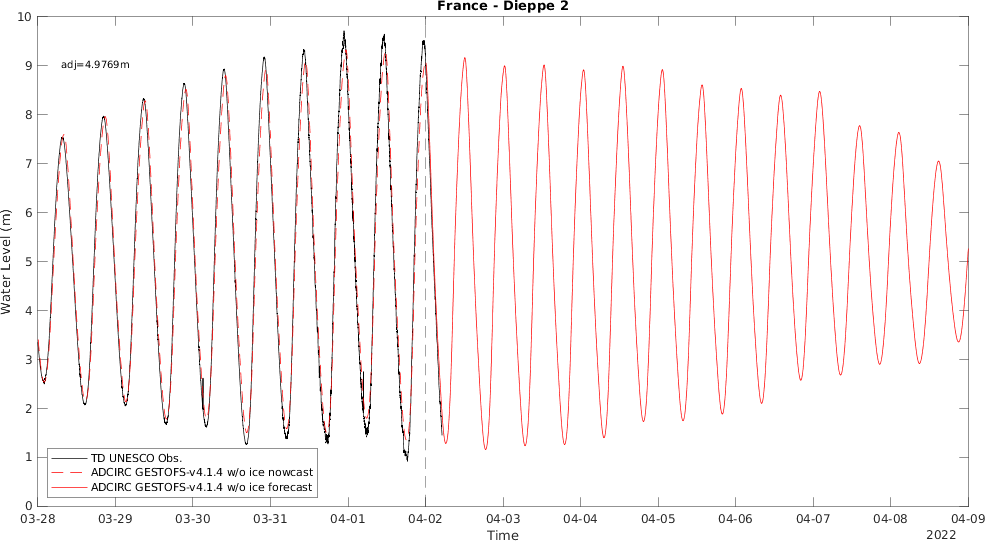 France - Dieppe 2
10
9
8
7
6
5
4
3
2
1
0
Water Level (m)
adj=4.9769m
TD UNESCO Obs.
ADCIRC GESTOFS-v4.1.4 w/o ice nowcast
ADCIRC GESTOFS-v4.1.4 w/o ice forecast
03-28 03-29 03-30 03-31 04-01 04-02 04-03 04-04 04-05 04-06 04-07 04-08 04-09
Time
2022